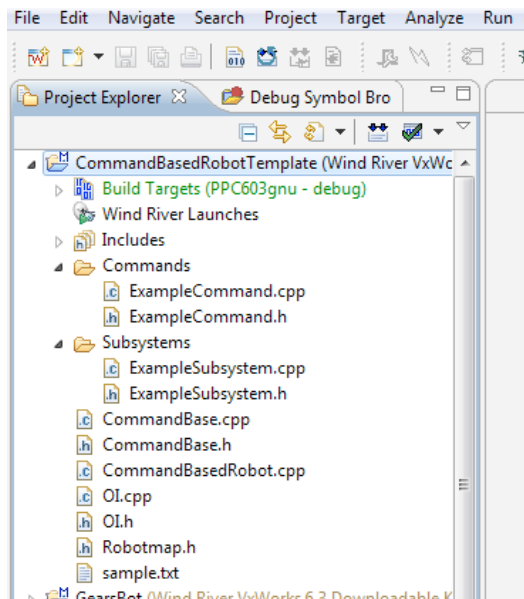 File Edit Navigate Search Project Target Analyze Run
Project Explorer Debug Symbol Bro
CommandBasedRobotTemplate (Wind River VxWc
Build Targets (PPC603gnu - debug)
Wind River Launches
Includes
Commands
ExampleCommand.cpp
ExampleCommand.h
Subsystems
ExampleSubsystem.cpp
ExampleSubsystem.h
CommandBase.cpp
CommandBase.h
CommandBasedRobot.cpp
OI.cpp
OI.h
Robotmap.h
sample.txt
GearsBot (Wind River VxWorks 6.3 Downloadable K